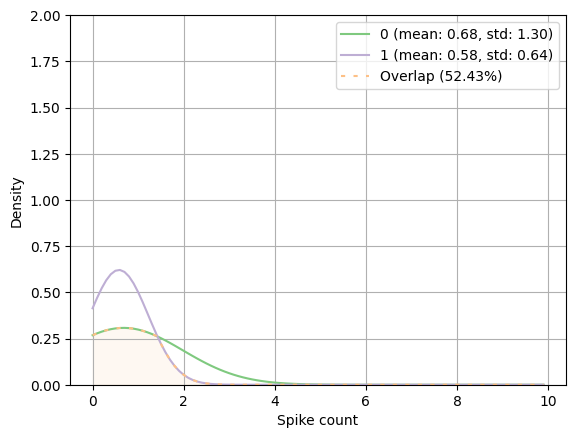 2.00
1.75
1.50
1.25
1.00
0.75
0.50
0.25
0.00
Density
0 (mean: 0.68, std: 1.30)
1 (mean: 0.58, std: 0.64)
Overlap (52.43%)
0 2 4 6 8 10
Spike count